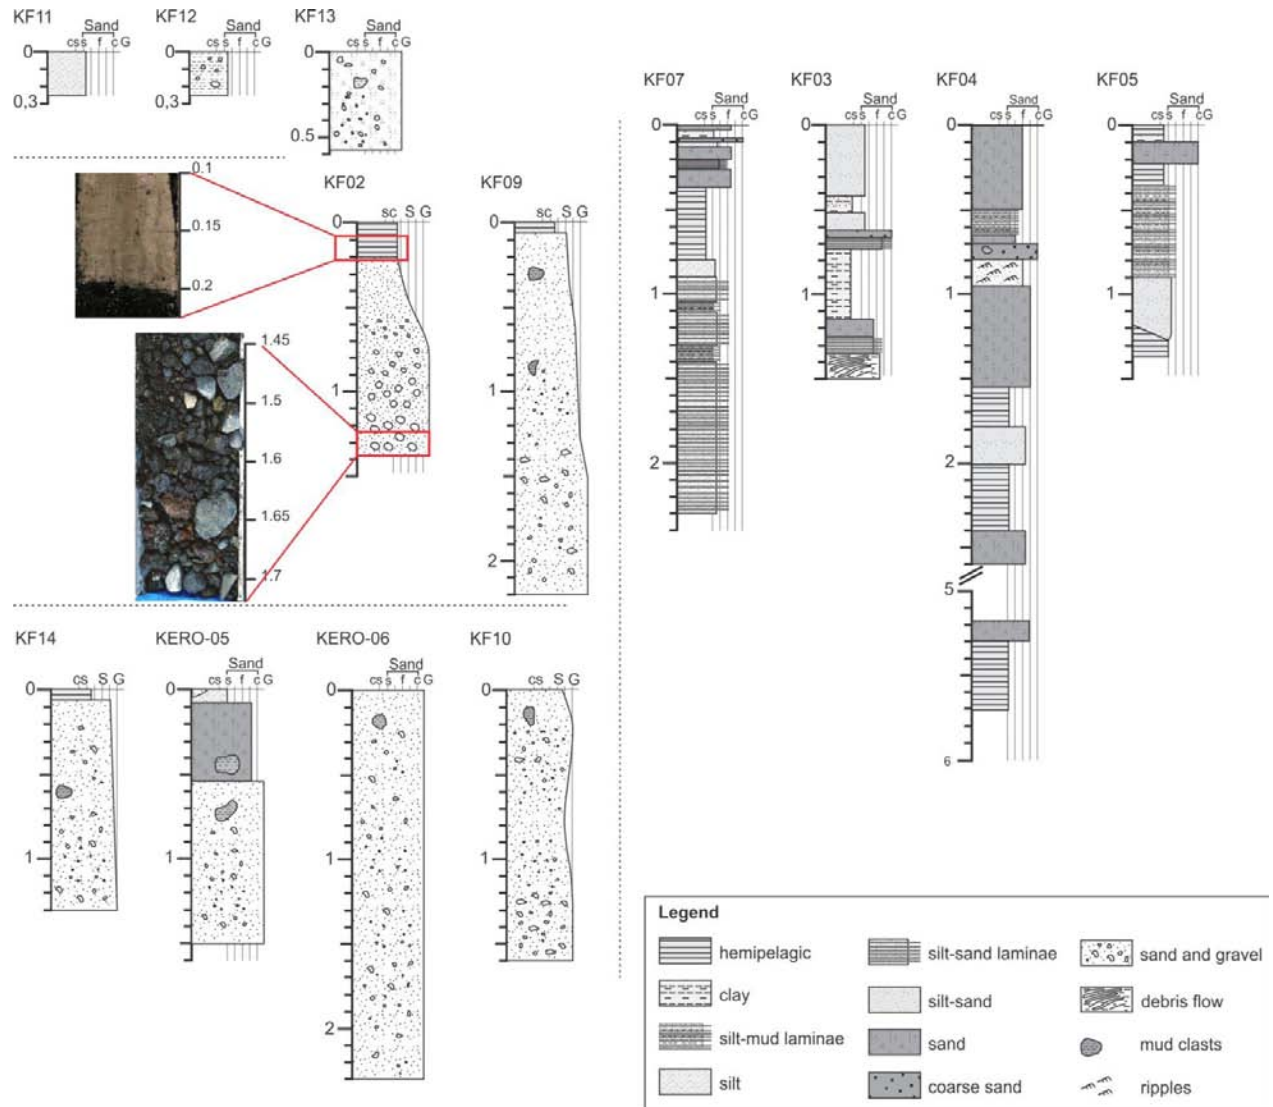 KF11
KF12
KF13
Sand
cs s f c G
0
0,3
Sand
cs s f c G
0
0.3
Sand
cs s f c G
0
0.5
0.1
0.15
0.2
1.45
1.5
1.6
1.65
1.7
KF02
sc S G
0
1
KF09
sc S G
0
1
2
KF07
Sand
cs s f c G
0
1
2
KF03
Sand
cs s f c G
0
1
KF04
Sand
cs s f c G
0
1
2
5
6
KF05
Sand
cs s f c G
0
1
KF14
cs S G
0
1
KERO-05
Sand
cs s f c G
0
1
KERO-06
Sand
cs s f c G
0
1
2
KF10
cs S G
0
1
Legend
hemipelagic
clay
silt-mud laminae
silt
silt-sand laminae
silt-sand
sand
coarse sand
sand and gravel
debris flow
mud clasts
ripples